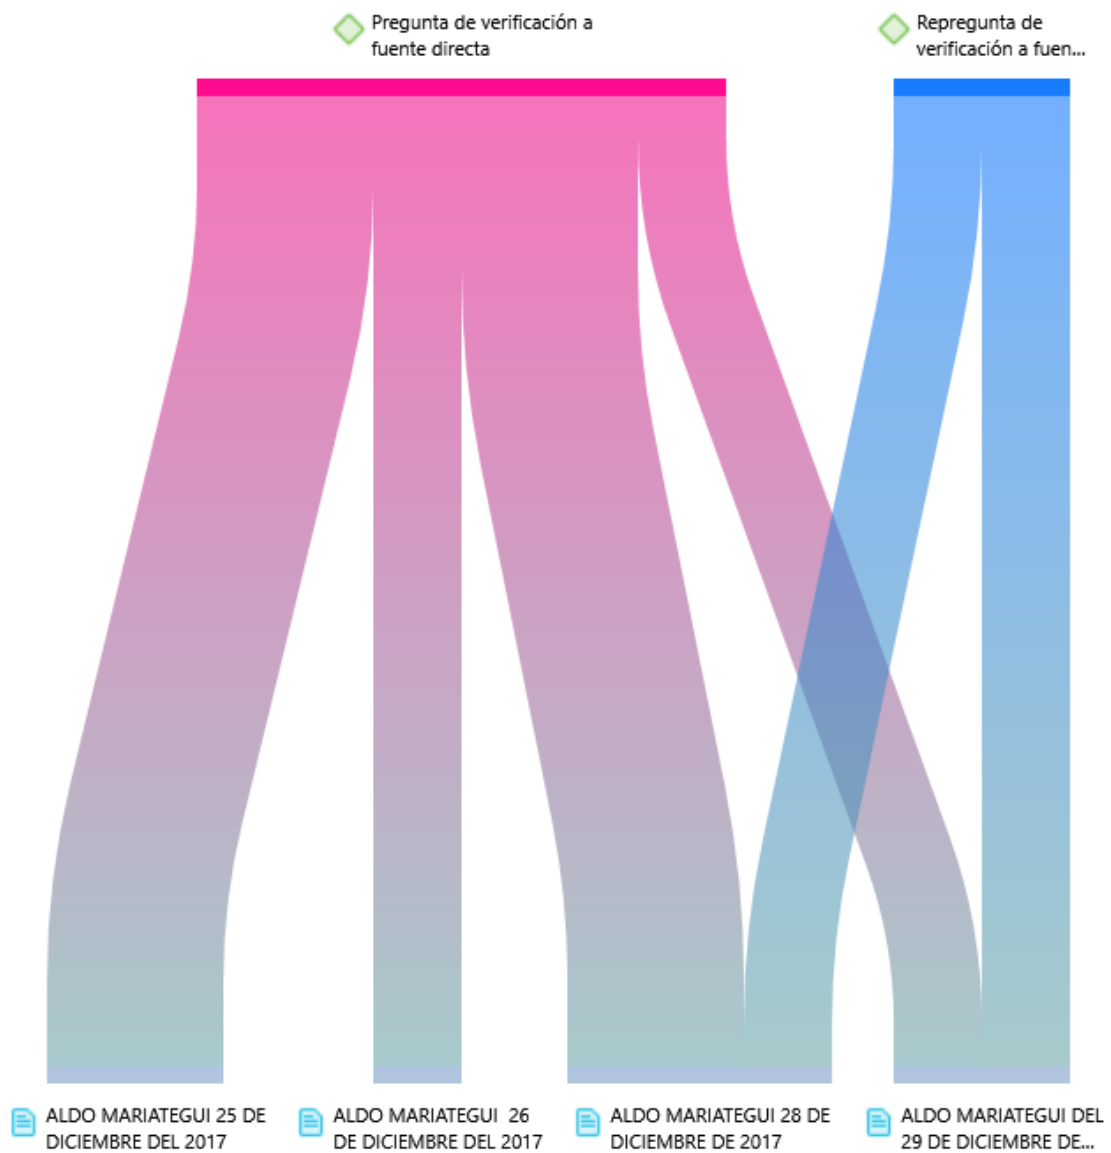 Pregunta de verificación a
fuente directa
Repregunta de
verificación a fuen...
ALDO MARIATEGUI 25 DE
DICIEMBRE DEL 2017
ALDO MARIATEGUI  26
DE DICIEMBRE DEL 2017
ALDO MARIATEGUI 28 DE
DICIEMBRE DE 2017
ALDO MARIATEGUI DEL
29 DE DICIEMBRE DE...